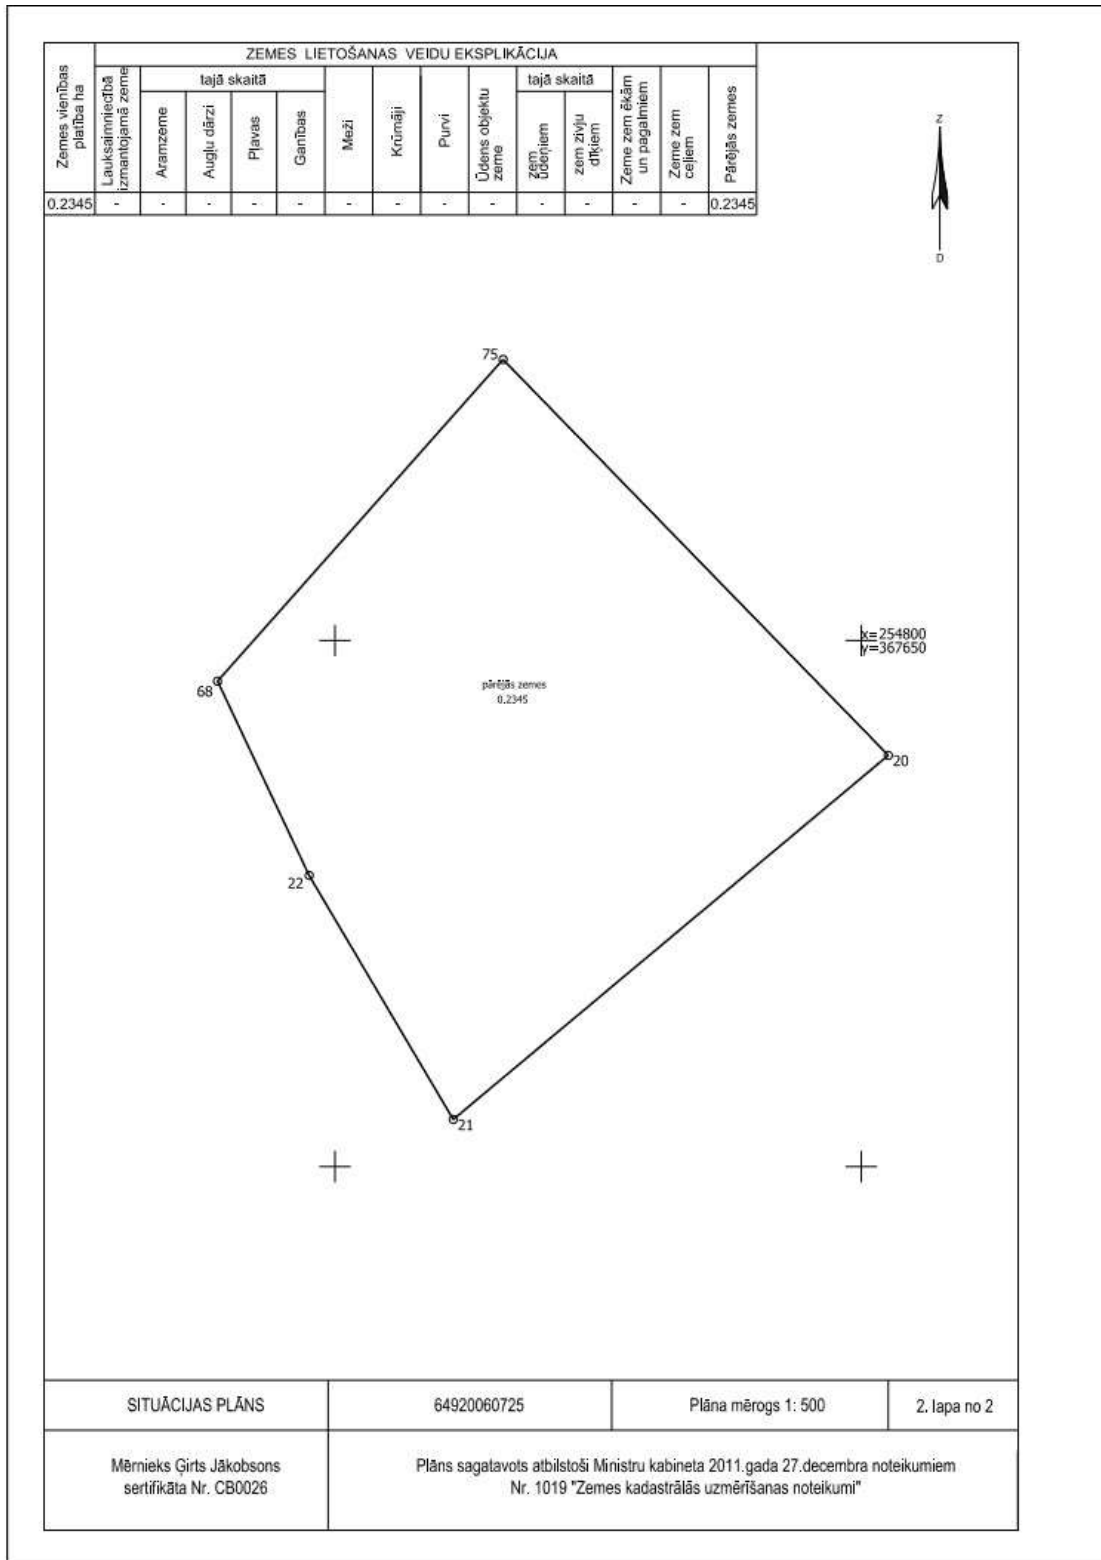 ZEMES LIETOŠANAS VEIDU EKSPLIKĀCIJA
Zemes vienības
platība ha
Lauksaimniecībā
izmantojamā zeme
tajā skaitā
Aramzeme
Augļu dārzi
Pļavas
Ganības
Meži
Krūmāji
Purvi
Ūdens objektu
zeme
tajā skaitā
zem
ūdeņiem
zem zivju
dīķiem
Zeme zem ēkām
un pagalmiem
Zeme zem
ceļiem
Pārējās zemes
0.2345 - - - - - - - - - - - - - 0.2345
Z
D
75
x=254800
y=367650
68
pārējās zemes
0.2345
20
22
21
SITUĀCIJAS PLĀNS
64920060725
Plāna mērogs 1: 500
2. lapa no 2
Mērnieks Ģirts Jākobsons
sertifikāta Nr. CB0026
Plāns sagatavots atbilstoši Ministru kabineta 2011.gada 27.decembra noteikumiem
Nr. 1019 "Zemes kadastrālās uzmērīšanas noteikumi"